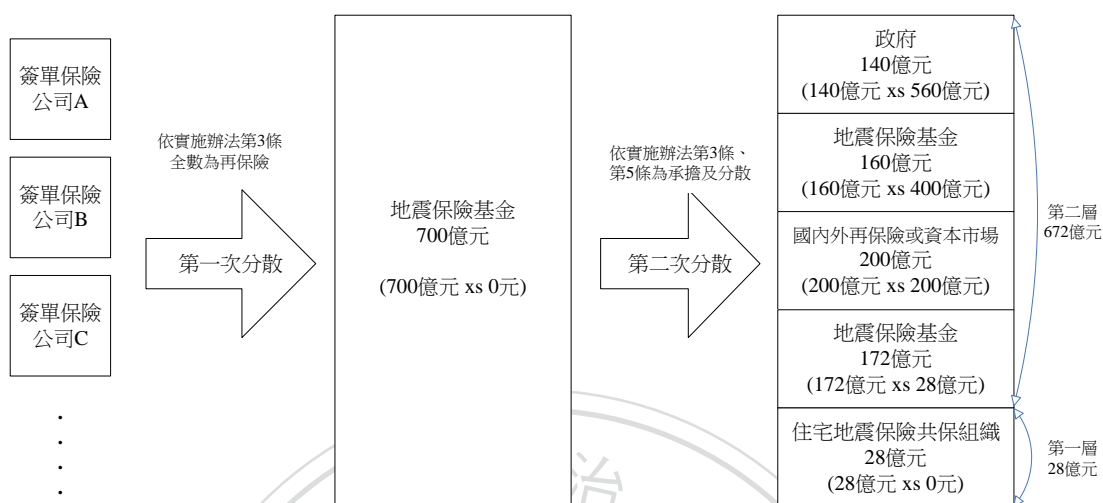 簽單保險
公司A
簽單保險
公司B
簽單保險
公司C
.
.
.
.
依實施辦法第3條
全數為再保險
第一次分散
地震保險基金
700億元
(700億元 xs 0元)
依實施辦法第3條、
第5條為承擔及分散
第二次分散
政府
140億元
(140億元 xs 560億元)
地震保險基金
160億元
(160億元 xs 400億元)
國內外再保險或資本市場
200億元
(200億元 xs 200億元)
地震保險基金
172億元
(172億元 xs 28億元)
住宅地震保險共保組織
28億元
(28億元 xs 0元)
第二層
672億元
第一層
28億元
治